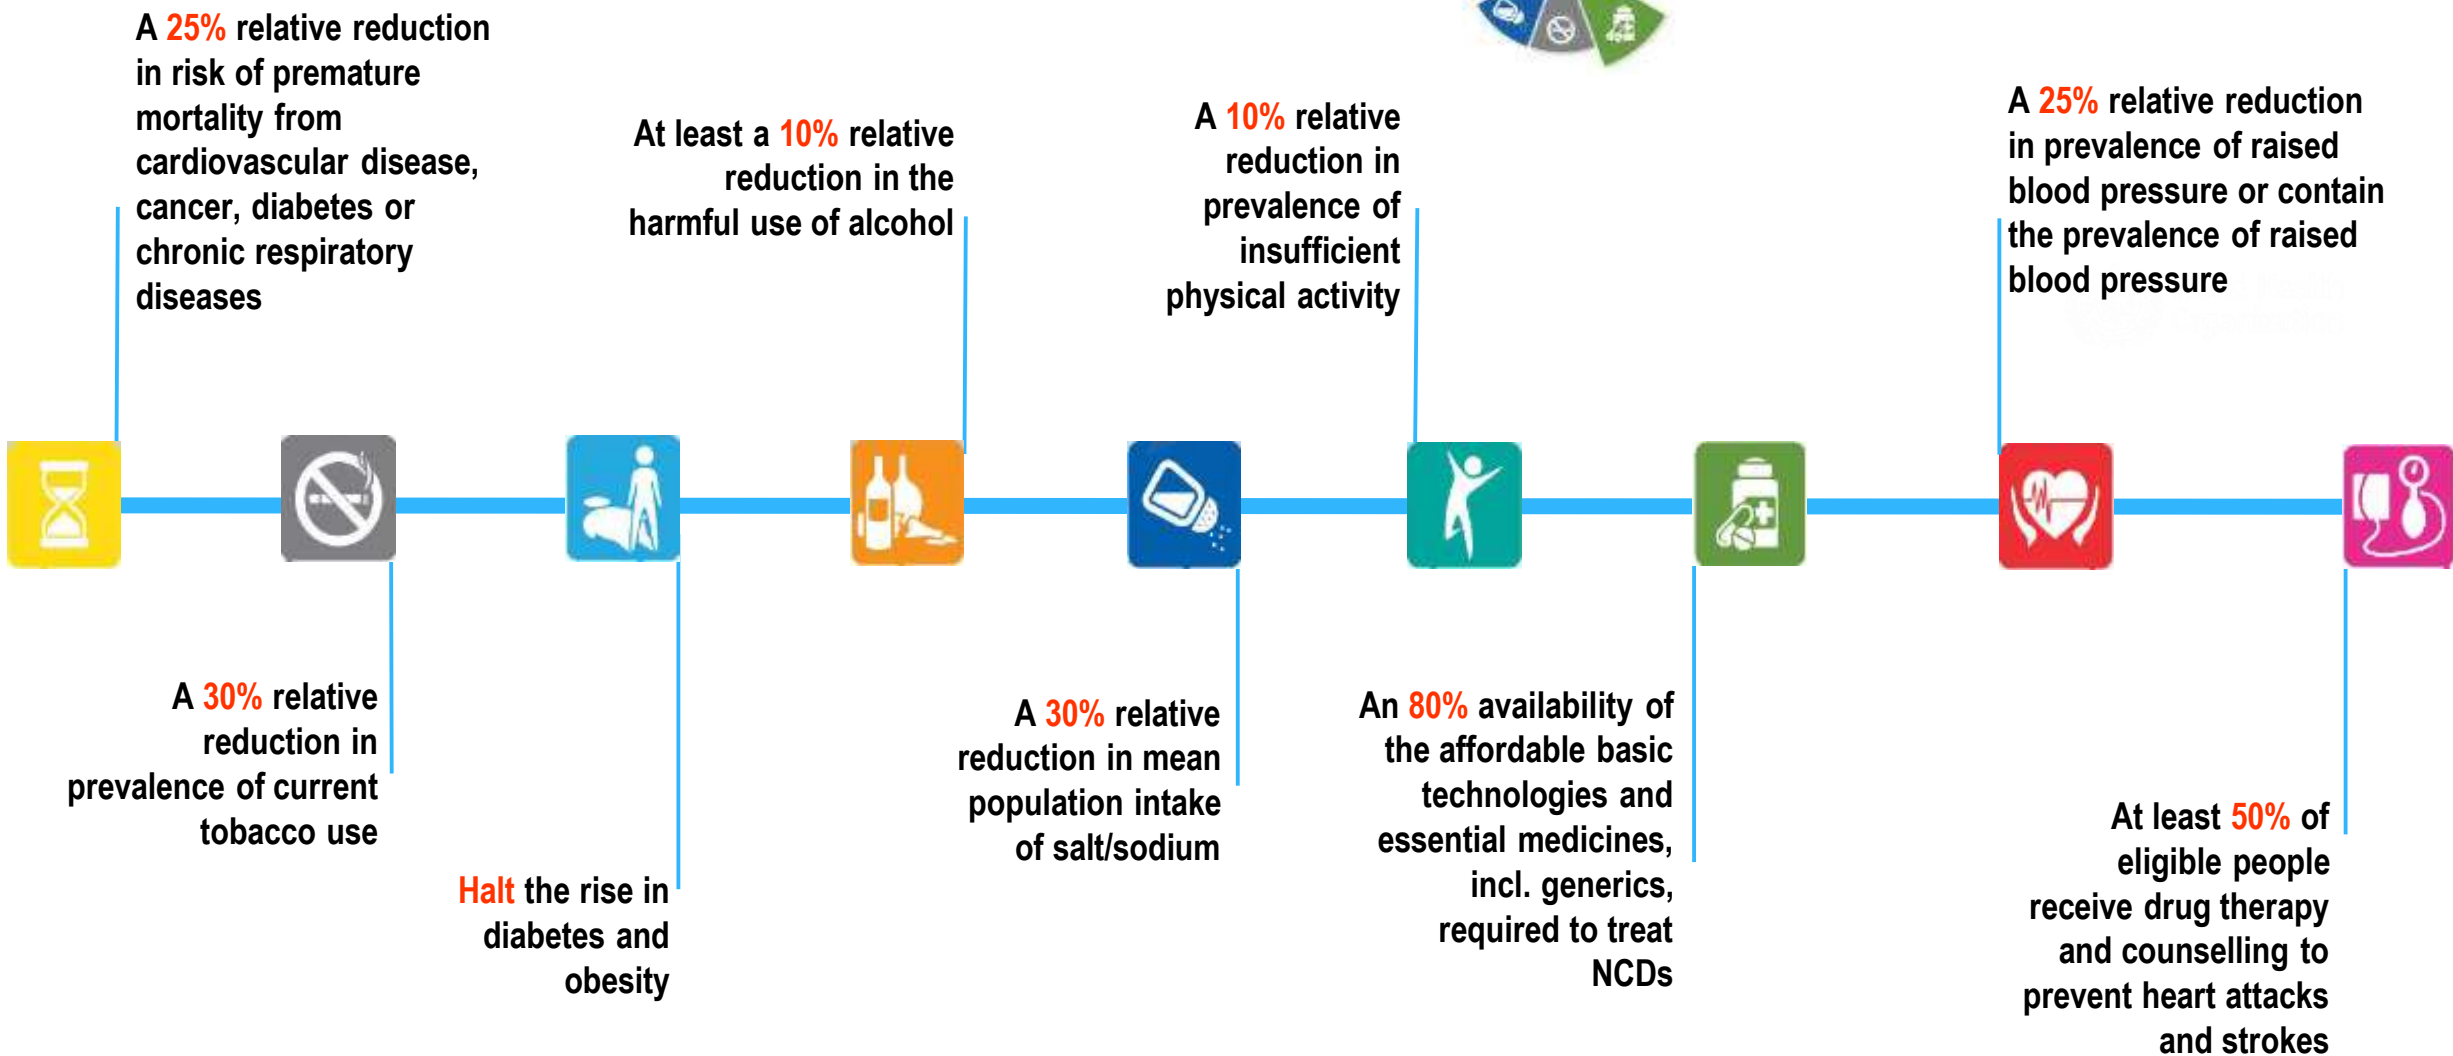 A 25% relative reduction
in risk of premature
mortality from
cardiovascular disease,
cancer, diabetes or
chronic respiratory
diseases
At least a 10% relative
reduction in the
harmful use of alcohol
A 10% relative
reduction in
prevalence of
insufficient
physical activity
A 25% relative reduction
in prevalence of raised
blood pressure or contain
the prevalence of raised
blood pressure
A 30% relative
reduction in
prevalence of current
tobacco use
Halt the rise in
diabetes and
obesity
A 30% relative
reduction in mean
population intake
of salt/sodium
An 80% availability of
the affordable basic
technologies and
essential medicines,
incl. generics,
required to treat
NCDs
At least 50% of
eligible people
receive drug therapy
and counselling to
prevent heart attacks
and strokes